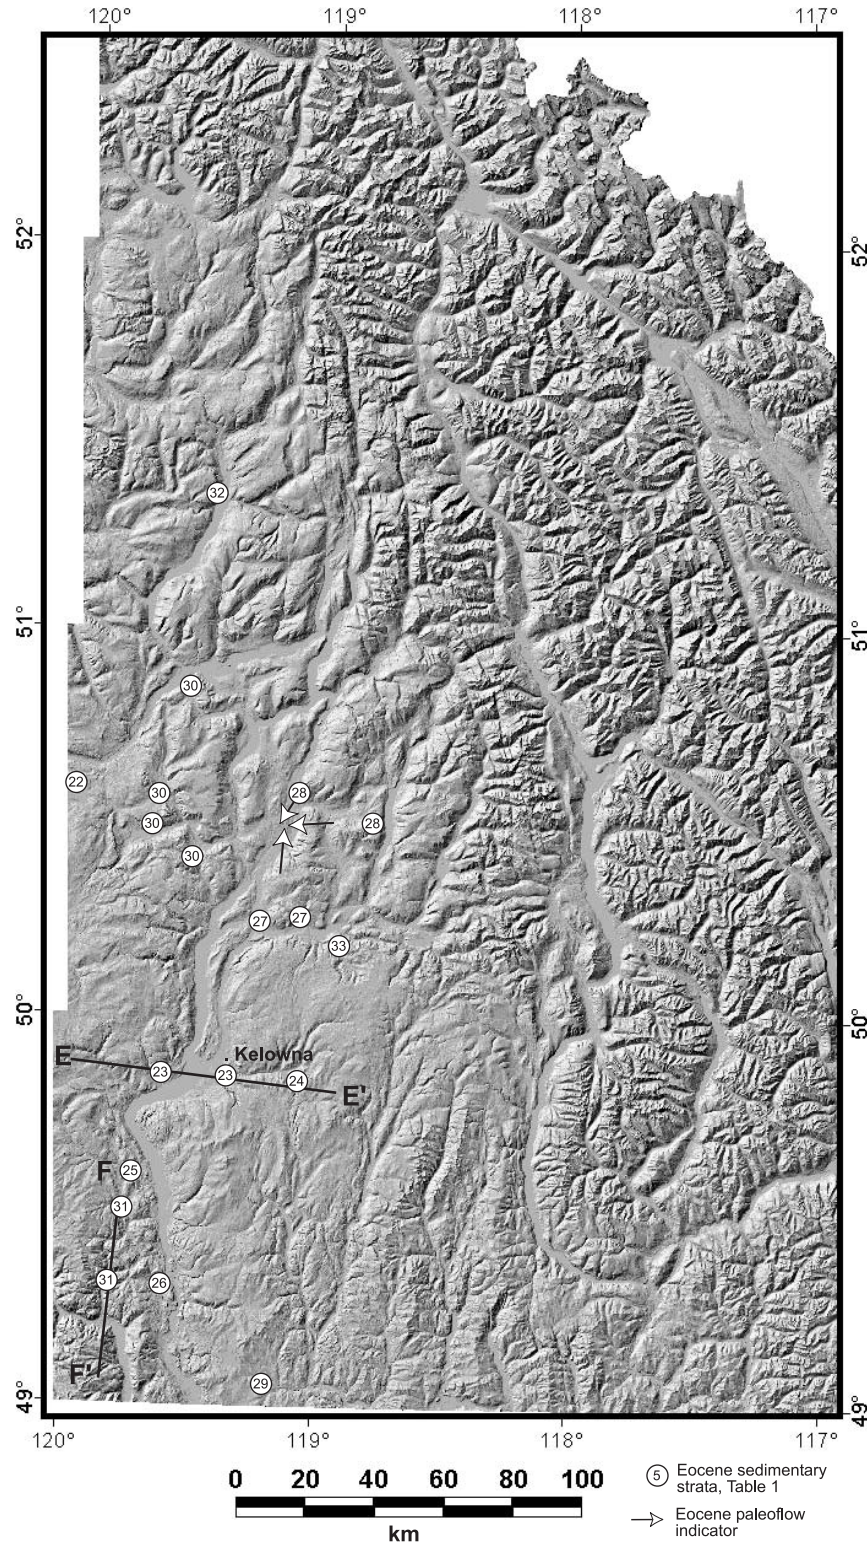 120° 119° 118° 117°
52° 52°
32
51° 51°
30
22
30
28
30
28
30
27 27
33
50° 50°
E
Kelowna
23 23 24
E'
F 25
31
31 26
F'
29
49° 49°
120° 119° 118° 117°
0 20 40 60 80 100
km
5 Eocene sedimentary
strata, Table 1
Eocene paleoflow
indicator